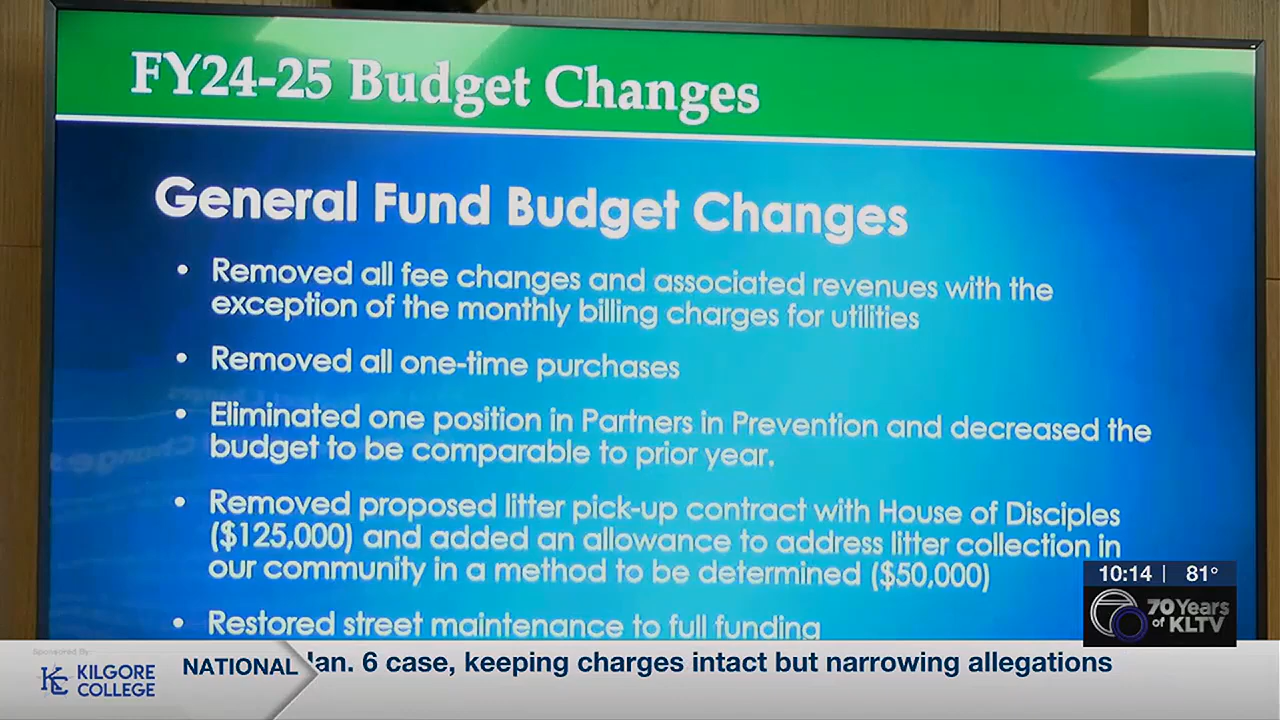 FY24-25 Budget Changes
General Fund Budget Changes
• Removed all fee changes and associated revenues with the
exception of the monthly billing charges for utilities
• Removed all one-time purchases
• Eliminated one position in Partners in Prevention and decreased the
budget to be comparable to prior year.
• Removed proposed litter pick-up contract with House of Disciples
($125,000) and added an allowance to address litter collection in
our community in a method to be determined ($50,000)
• Restored street maintenance to full funding
10:14 | 81°
70 Years
of KLTV
Sponsored By:
KC KILGORE
COLLEGE
NATIONAL Jan. 6 case, keeping charges intact but narrowing allegations